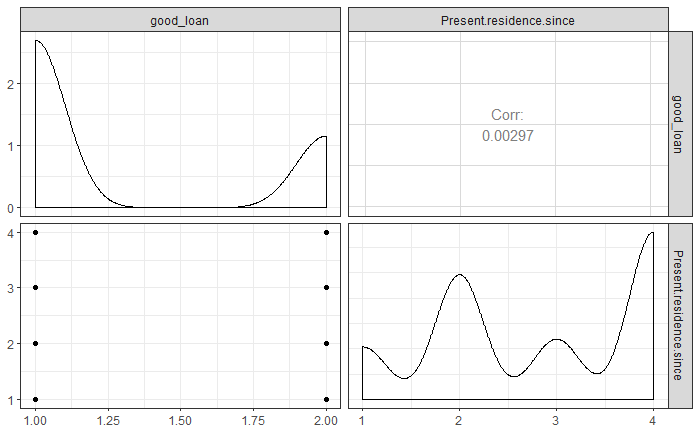 good_loan
Present.residence.since
2
1
0
Corr:
0.00297
good_loan
4
3
2
1
Present.residence.since
1.00 1.25 1.50 1.75 2.00
1 2 3 4